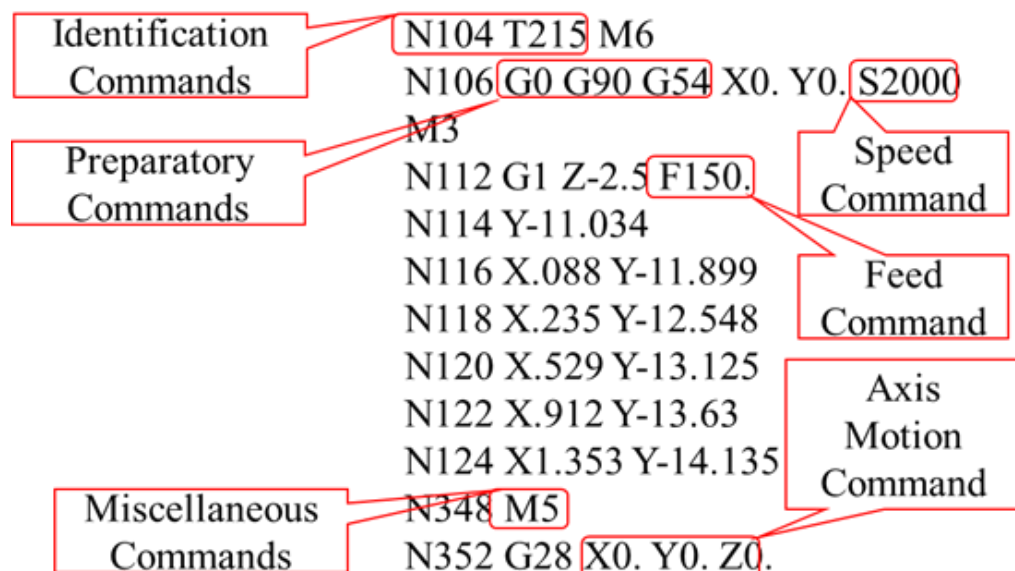 Identification
Commands
N104 T215 M6
N106 G0 G90 G54 X0. Y0. S2000
M3
Preparatory
Commands
Speed
Command
N112 G1 Z-2.5 F150.
N114 Y-11.034
N116 X.088 Y-11.899
Feed
Command
N118 X.235 Y-12.548
N120 X.529 Y-13.125
N122 X.912 Y-13.63
N124 X1.353 Y-14.135
Axis
Motion
Command
Miscellaneous
Commands
N348 M5
N352 G28 X0. Y0. Z0.